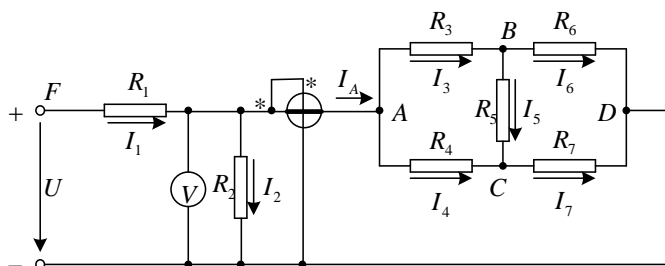 R3 B R6
F R1 * * IA I3 I6
+ A R5 I5 D
I1 R4 R7
U V R2 I2 C
I4 I7
−